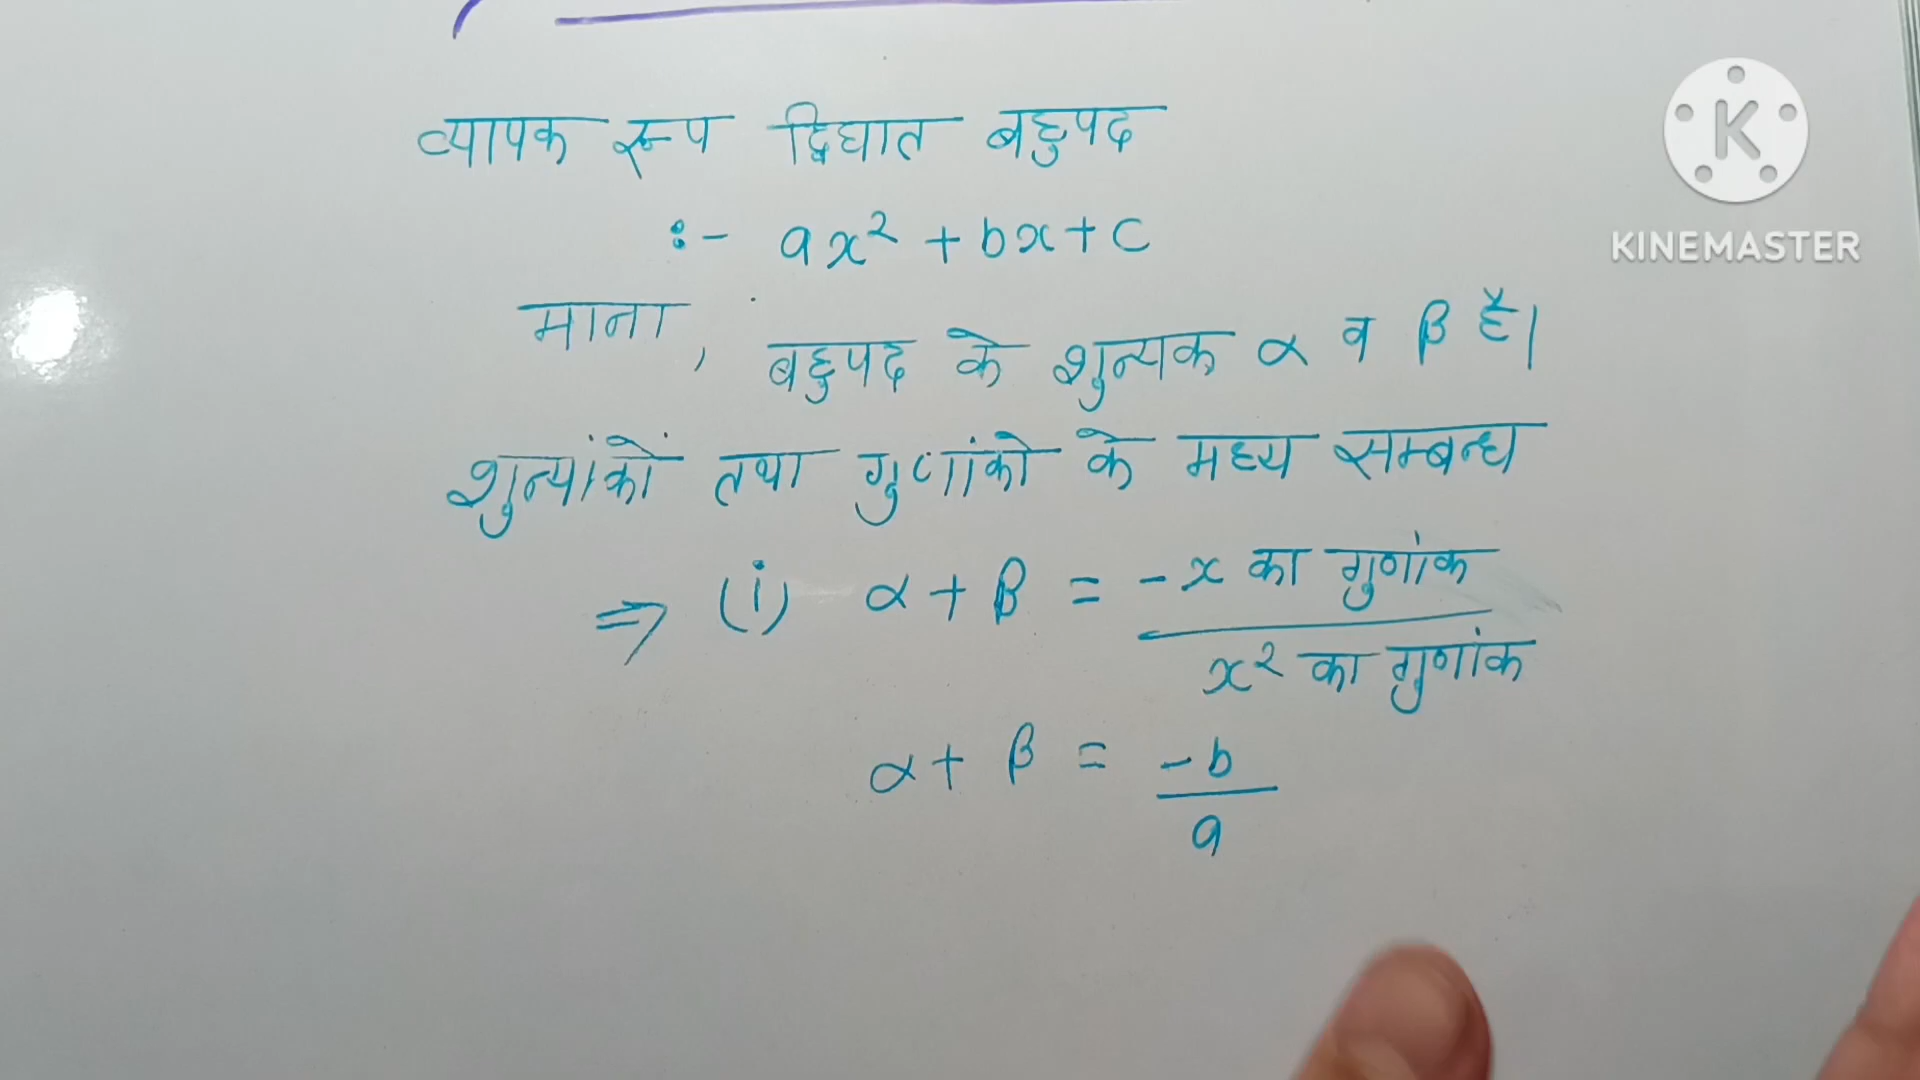 व्यापक रूप द्विघात बहुपद
:- ax² + bx + c
माना, बहुपद के शुन्यक α व β है।
शुन्यांकों तथा गुणांको के मध्य सम्बन्ध
⇒ (i) α + β = -x का गुणांक
x² का गुणांक
α + β = -b
a
K
KINEMASTER